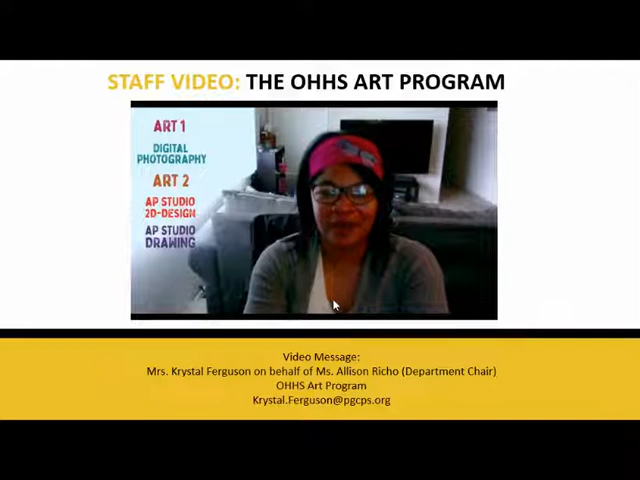 STAFF VIDEO: THE OHHS ART PROGRAM
ART 1
DIGITAL
PHOTOGRAPHY
ART 2
AP STUDIO
2D-DESIGN
AP STUDIO
DRAWING
Video Message:
Mrs. Krystal Ferguson on behalf of Ms. Allison Richo (Department Chair)
OHHS Art Program
Krystal.Ferguson@pgcps.org